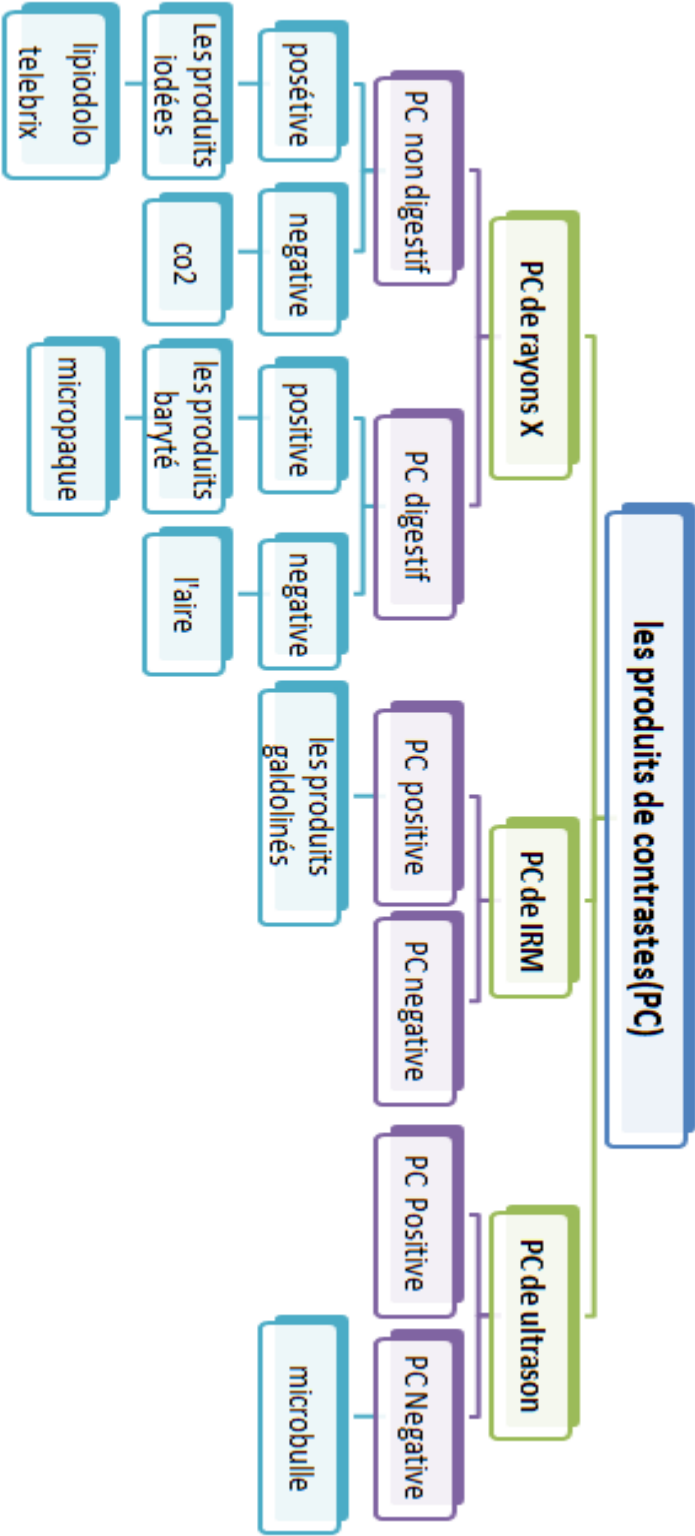 les produits de contrastes(PC)
PC de rayons X
PC de IRM
PC de ultrason
PC non digestif
PC digestif
PC positive
PC negative
PC Positive
PC Negative
posétive
negative
positive
negative
les produits
galdolinés
microbulle
Les produits
iodées
co2
les produits
baryté
l'aire
lipiodolo
telebrix
micropaque